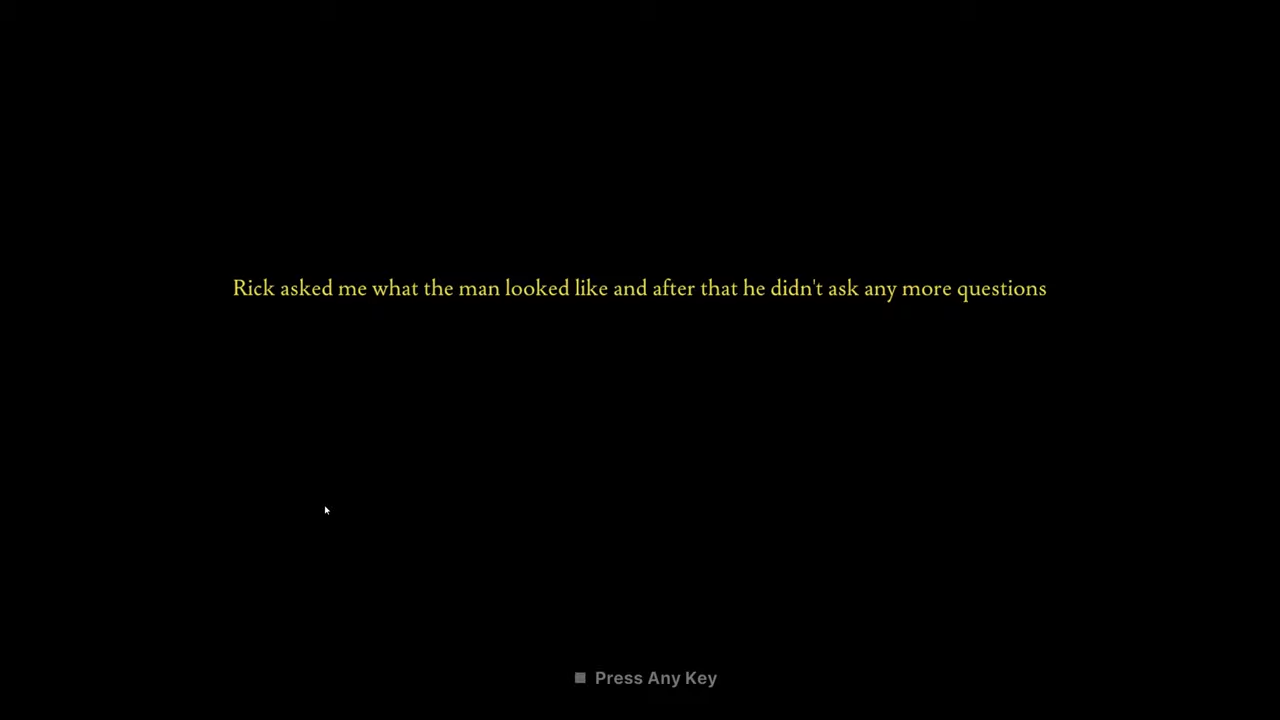 Rick asked me what the man looked like and after that he didn't ask any more questions
Press Any Key